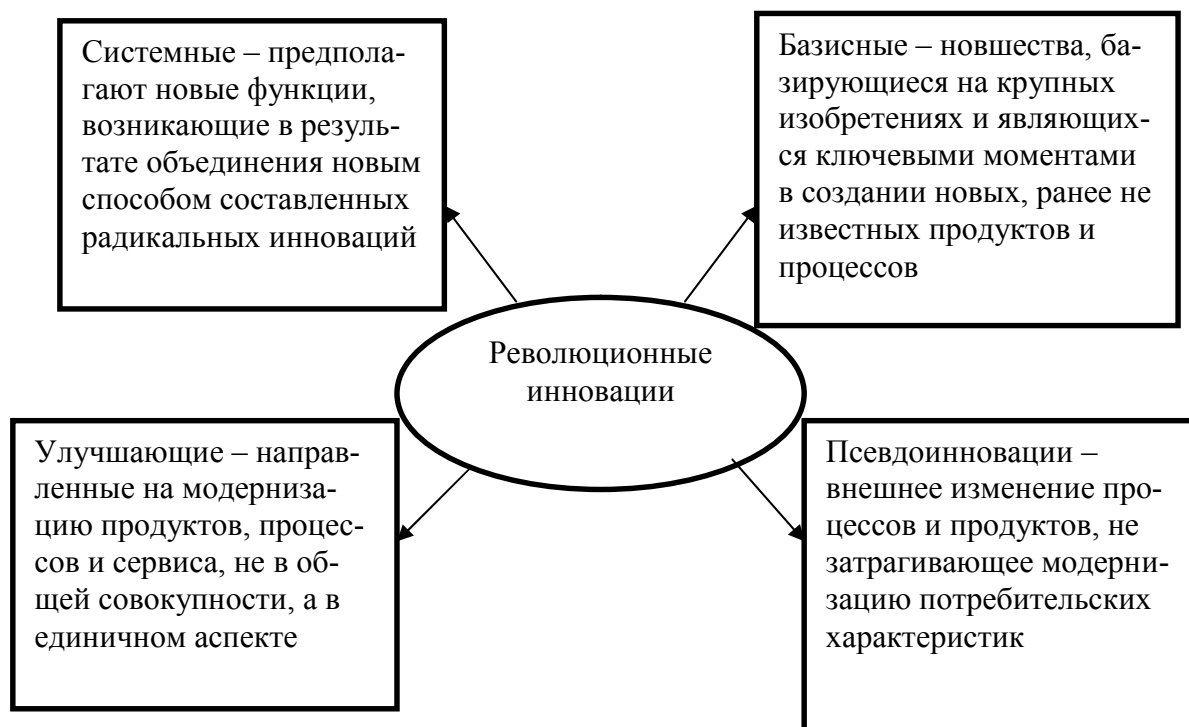 Системные – предпола-
гают новые функции,
возникающие в резуль-
тате объединения новым
способом составленных
радикальных инноваций
Базисные – новшества, ба-
зирующиеся на крупных
изобретениях и являющих-
ся ключевыми моментами
в создании новых, ранее не
известных продуктов и
процессов
Революционные
инновации
Улучшающие – направ-
ленные на модерниза-
цию продуктов, процес-
сов и сервиса, не в об-
щей совокупности, а в
единичном аспекте
Псевдоинновации –
внешнее изменение про-
цессов и продуктов, не
затрагивающее модерни-
зацию потребительских
характеристик